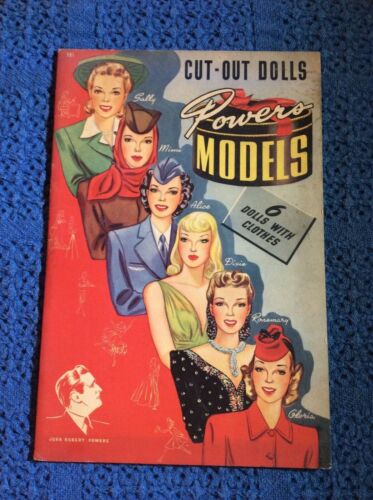 CUT-OUT DOLLS
Powers
MODELS
6
DOLLS WITH
CLOTHES
Sally
Mimi
Alice
Dixie
Rosemary
Gloria
JOHN ROBERT POWERS